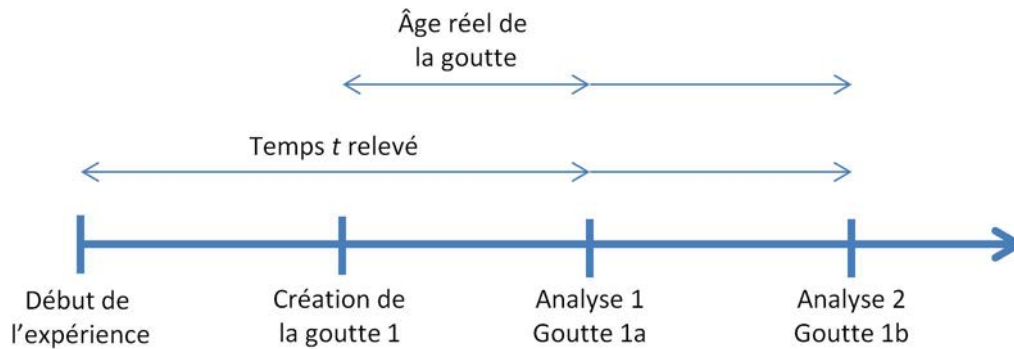 Âge réel de
la goutte
Temps t relevé
Début de
l’expérience
Création de
la goutte 1
Analyse 1
Goutte 1a
Analyse 2
Goutte 1b